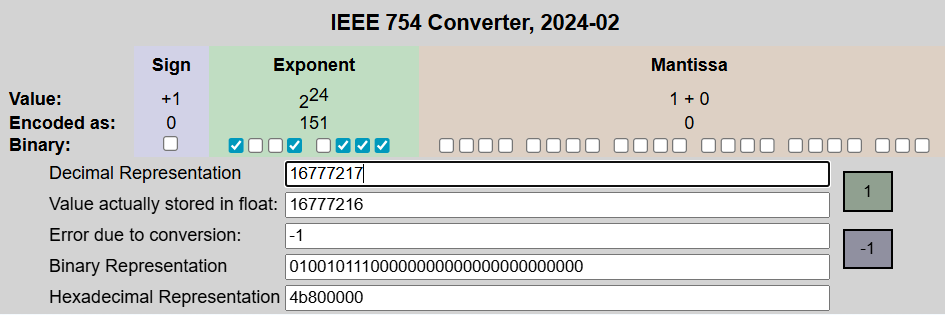 IEEE 754 Converter, 2024-02
Sign Exponent Mantissa
Value: +1 2^24 1 + 0
Encoded as: 0 151 0
Binary:
Decimal Representation 16777217
1
Value actually stored in float: 16777216
Error due to conversion: -1
-1
Binary Representation 01001011100000000000000000000000
Hexadecimal Representation 4b800000